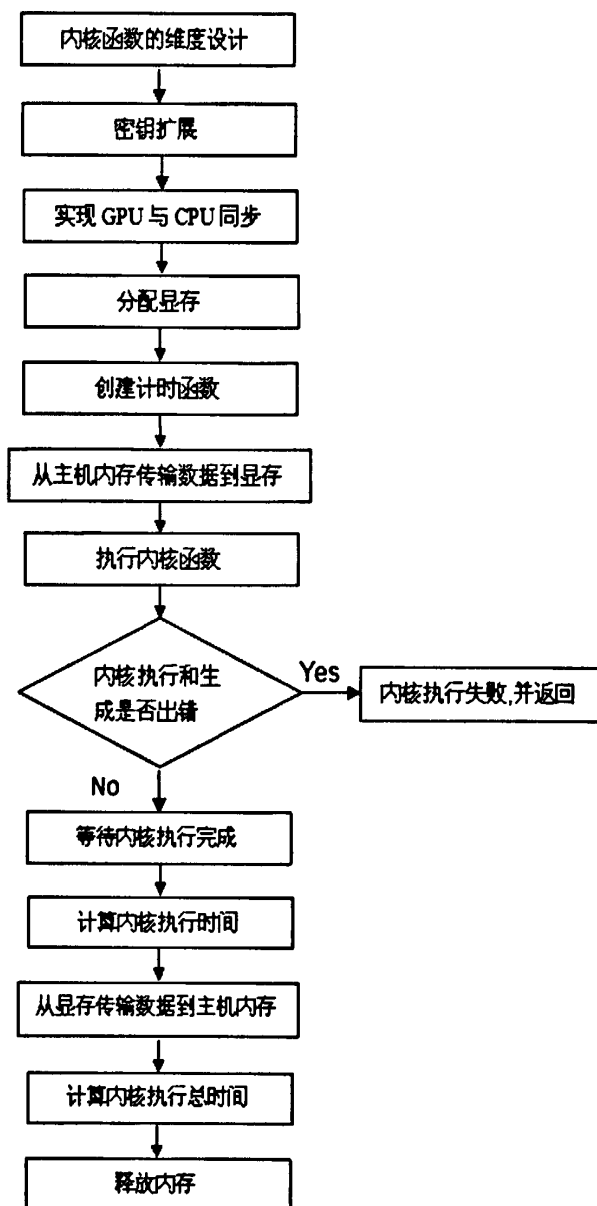 内核函数的维度设计
密钥扩展
实现 GPU 与 CPU 同步
分配显存
创建计时函数
从主机内存传输数据到显存
执行内核函数
内核执行和生
成是否出错
Yes
内核执行失败,并返回
No
等待内核执行完成
计算内核执行时间
从显存传输数据到主机内存
计算内核执行总时间
释放内存